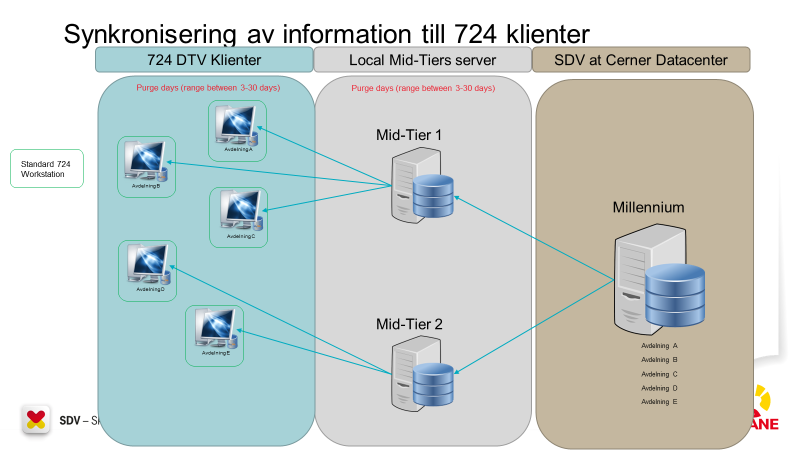 Synkronisering av information till 724 klienter
724 DTV Klienter
Local Mid-Tiers server
SDV at Cerner Datacenter
Purge days (range between 3-30 days)
Purge days (range between 3-30 days)
Avdelning A
Mid-Tier 1
Standard 724
Workstation
Avdelning B
Avdelning C
Millennium
Avdelning D
Mid-Tier 2
Avdelning E
Avdelning A
Avdelning B
Avdelning C
Avdelning D
Avdelning E
SDV –
ANE